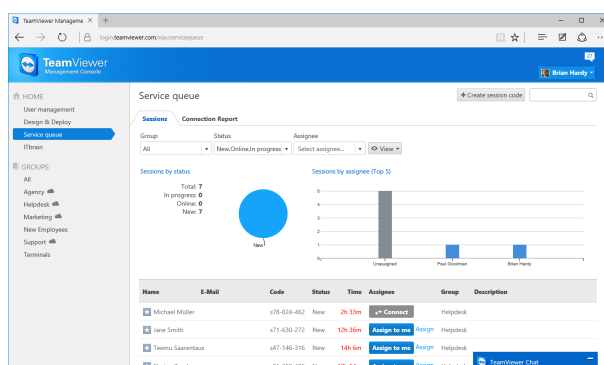 TeamViewer Manageme
login.teamviewer.com/nav/servicequeue
TeamViewer
Management Console
Brian Hardy
HOME
User management
Design & Deploy
Service queue
ITbrain
GROUPS
All
Agency
Helpdesk
Marketing
New Employees
Support
Terminals
Service queue
Create session code
Sessions Connection Report
Group Status Assignee
All New,Online,In progress Select assignee... View
Sessions by status
Total: 7
In progress: 0
Online: 0
New: 7
New
Sessions by assignee (Top 5)
5
4
3
2
1
0
Unassigned Paul Goodman Brian Hardy
Name E-Mail Code Status Time Assignee Group Description
Michael Müller s78-024-462 New 2h 33m Connect Helpdesk
Jane Smith s71-630-272 New 12h 36m Assign to me Assign Helpdesk
Teemu Saarentaus s47-146-316 New 14h 6m Assign to me Assign Helpdesk
TeamViewer Chat